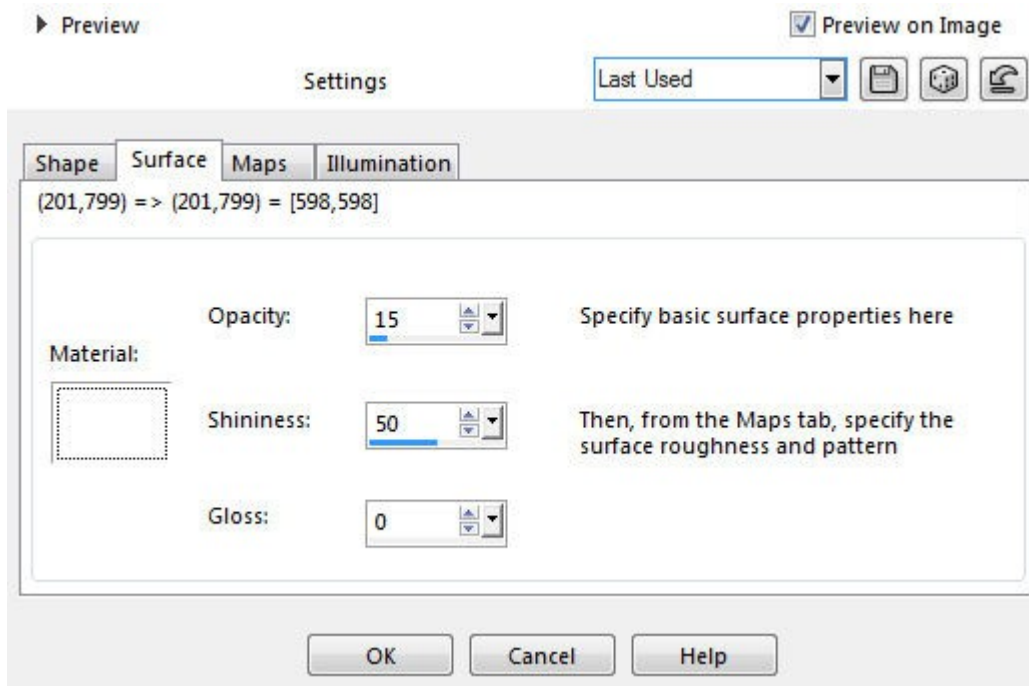 Preview
Preview on Image
Settings
Last Used
Shape Surface Maps Illumination
(201,799) => (201,799) = [598,598]
Opacity: 15 Specify basic surface properties here
Material:
Shininess: 50 Then, from the Maps tab, specify the
surface roughness and pattern
Gloss: 0
OK Cancel Help